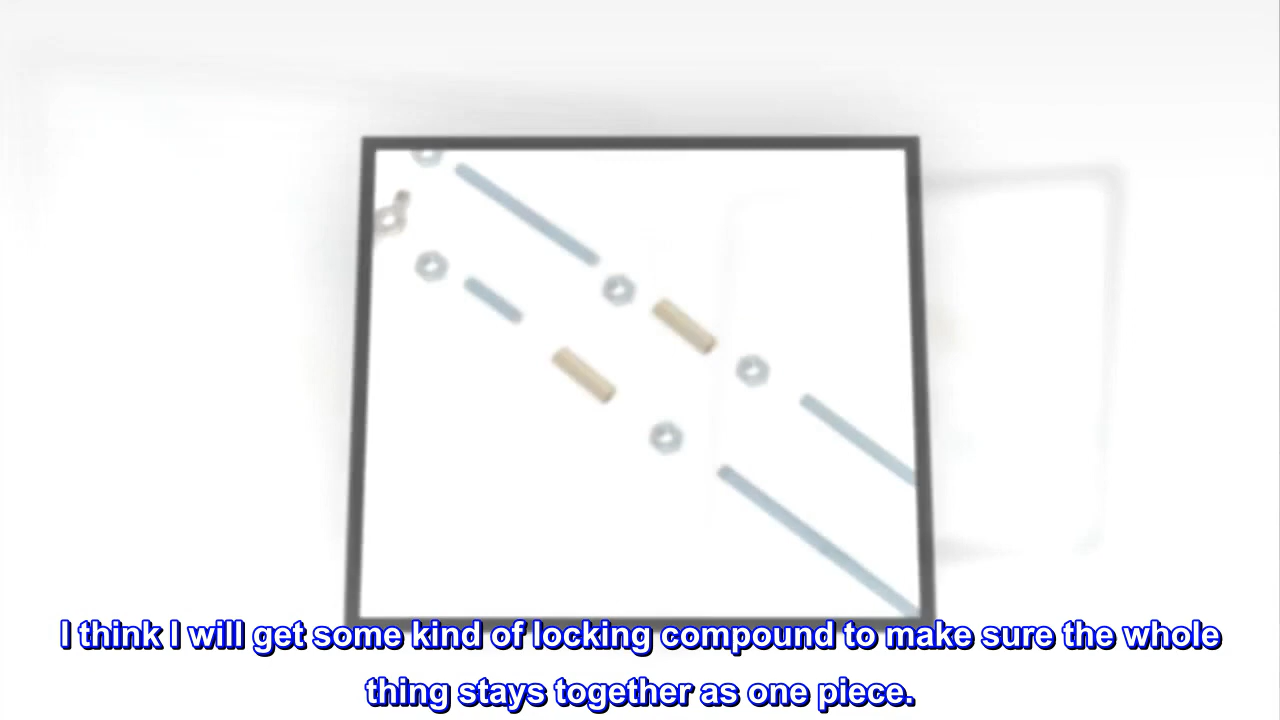 I think I will get some kind of locking compound to make sure the whole
thing stays together as one piece.